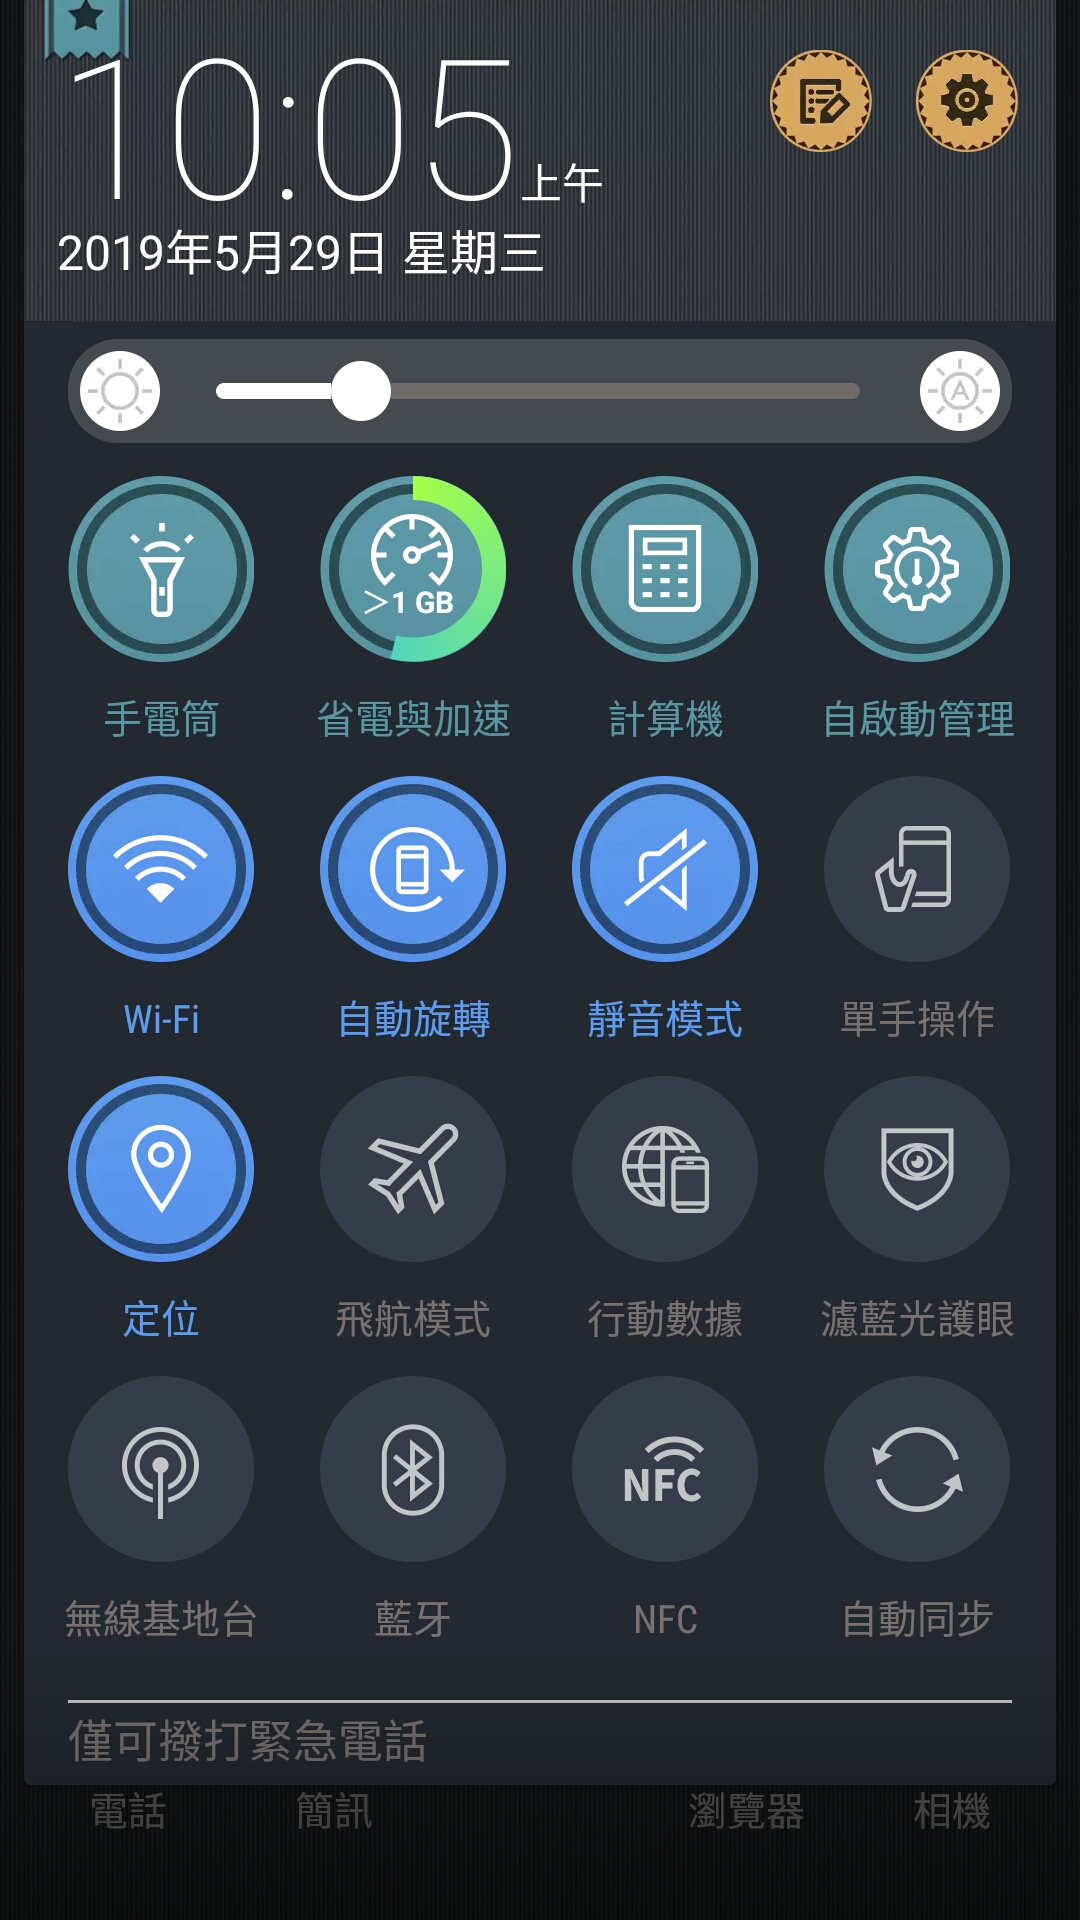 10:05上午
2019年5月29日 星期三
A
>1 GB
手電筒 省電與加速 計算機 自啟動管理
Wi-Fi 自動旋轉 靜音模式 單手操作
定位 飛航模式 行動數據 濾藍光護眼
NFC
無線基地台 藍牙 NFC 自動同步
僅可撥打緊急電話
電話 簡訊 瀏覽器 相機